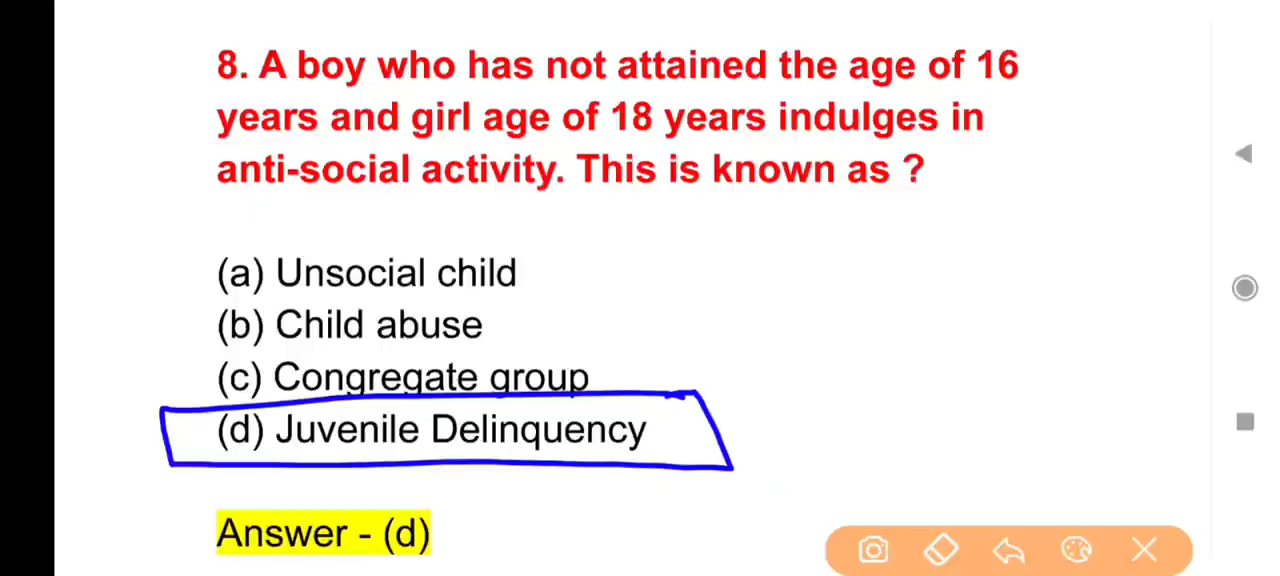 8. A boy who has not attained the age of 16
years and girl age of 18 years indulges in
anti-social activity. This is known as ?
(a) Unsocial child
(b) Child abuse
(c) Congregate group
(d) Juvenile Delinquency
Answer - (d)